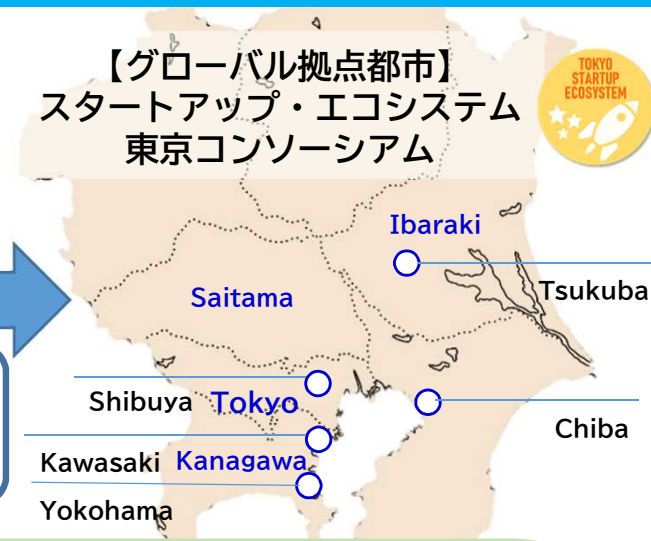 【グローバル拠点都市】
スタートアップ・エコシステム
東京コンソーシアム
TOKYO
STARTUP
ECOSYSTEM
Ibaraki
Tsukuba
Saitama
Shibuya Tokyo
Chiba
Kawasaki Kanagawa
Yokohama